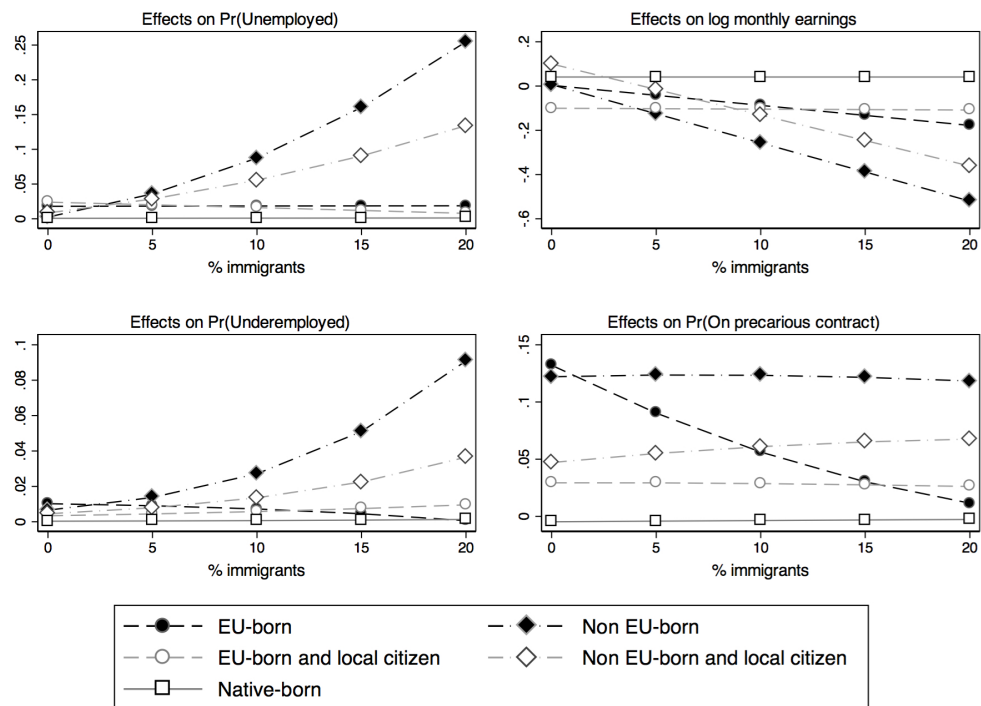 Effects on Pr(Unemployed)
.25
.2
.15
.1
.05
0
0 5 10 15 20
% immigrants
Effects on log monthly earnings
.2
0
-.2
-.4
-.6
0 5 10 15 20
% immigrants
Effects on Pr(Underemployed)
.1
.08
.06
.04
.02
0
0 5 10 15 20
% immigrants
Effects on Pr(On precarious contract)
.15
.1
.05
0
0 5 10 15 20
% immigrants
EU-born
Non EU-born
EU-born and local citizen
Non EU-born and local citizen
Native-born